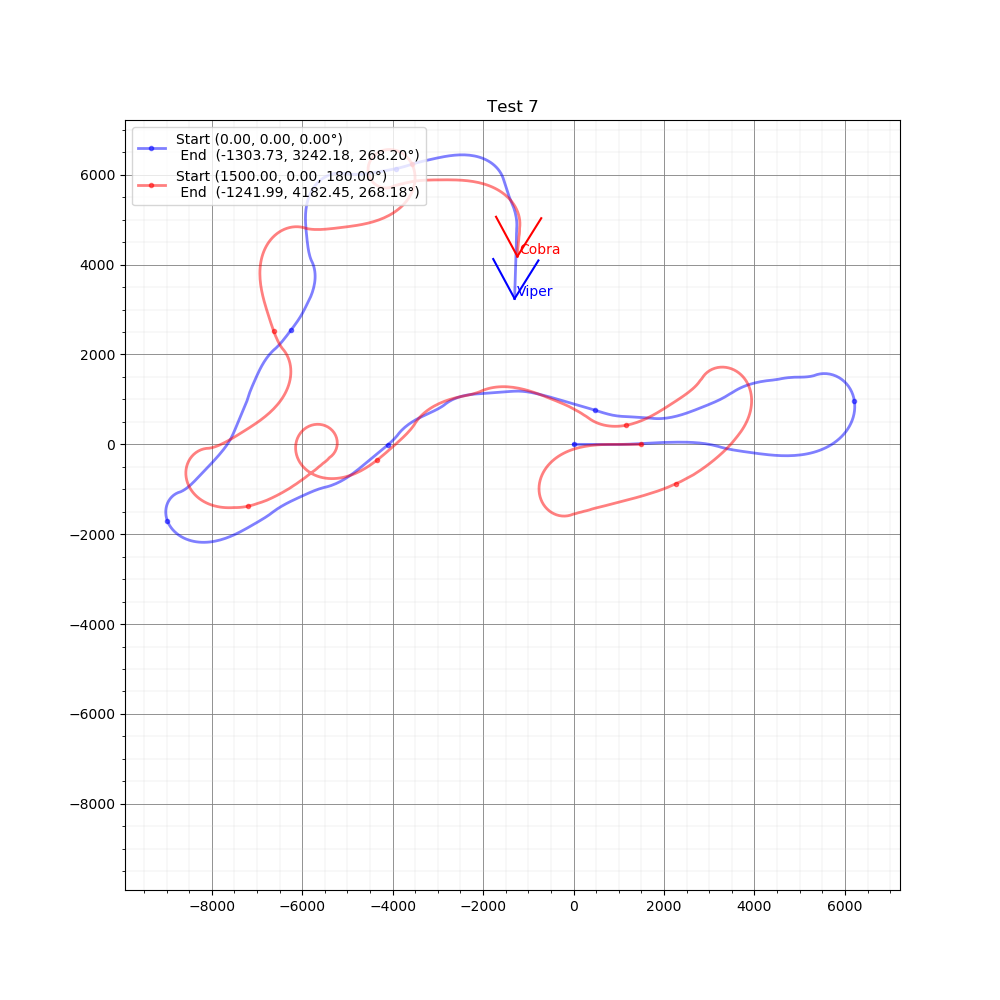 Test 7
Start (0.00, 0.00, 0.00°)
End (-1303.73, 3242.18, 268.20°)
Start (1500.00, 0.00, 180.00°)
End (-1241.99, 4182.45, 268.18°)
6000
4000
2000
0
−2000
−4000
−6000
−8000
Cobra
Viper
−8000 −6000 −4000 −2000 0 2000 4000 6000